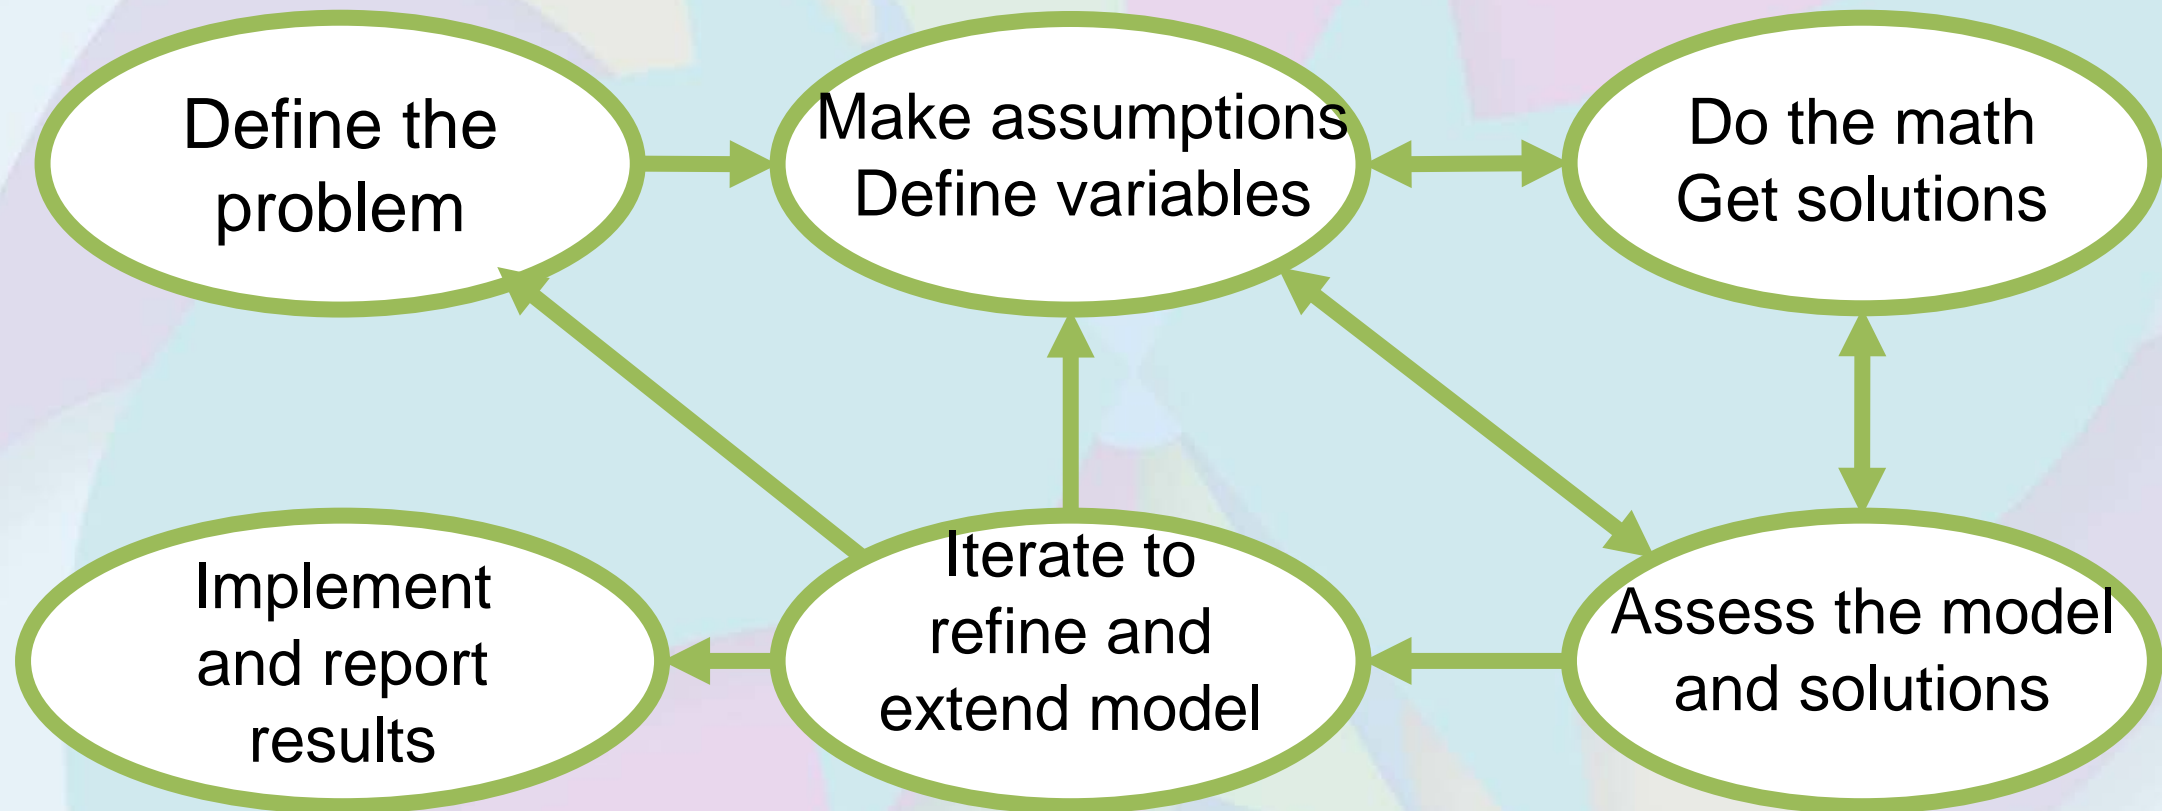 Define the
problem
Make assumptions
Define variables
Do the math
Get solutions
Implement
and report
results
Iterate to
refine and
extend model
Assess the model
and solutions